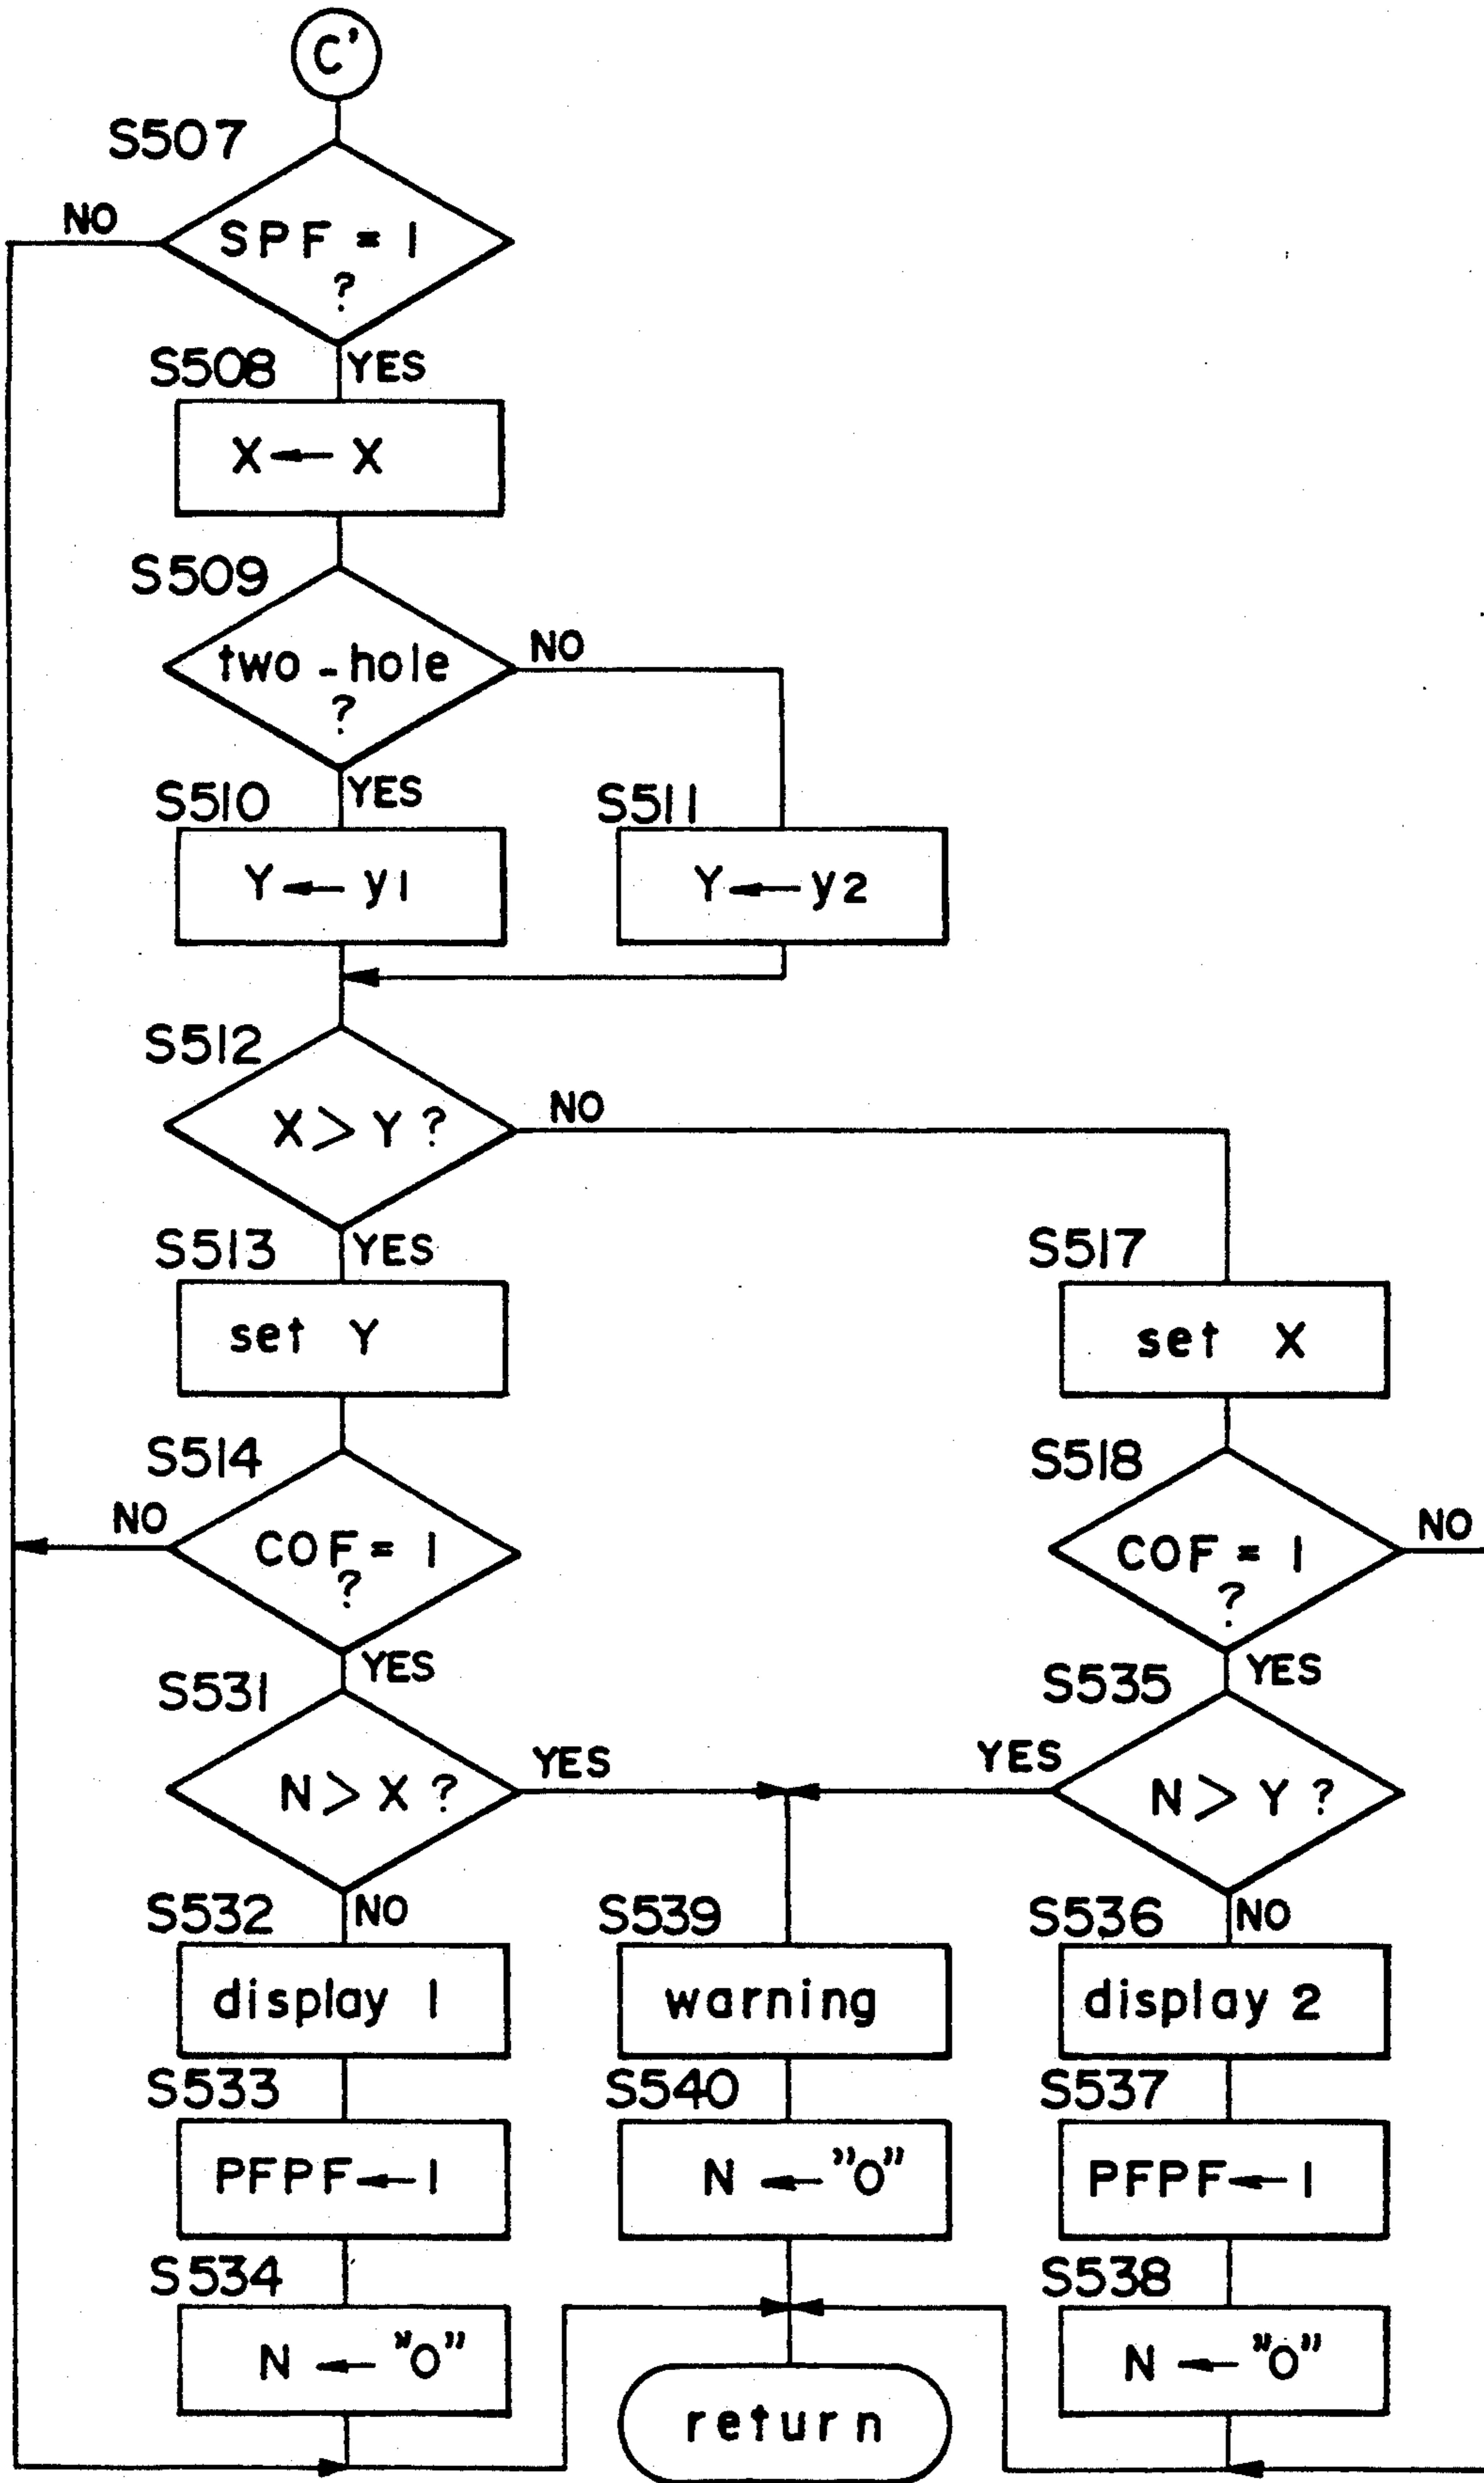 C'
S507
NO
SPF = 1
?
S508
YES
X ← X
S509
two-hole
?
NO
S510
YES
S511
Y ← y1
Y ← y2
S512
X > Y ?
NO
S513
YES
S517
set Y
set X
S514
S518
NO
COF = 1
?
COF = 1
?
NO
YES
YES
S531
S535
N > X ?
YES
YES
N > Y ?
S532
NO
S539
S536
NO
display 1
warning
display 2
S533
S540
S537
PFPF ← 1
N ← "0"
PFPF ← 1
S534
S538
N ← "0"
N ← "0"
return